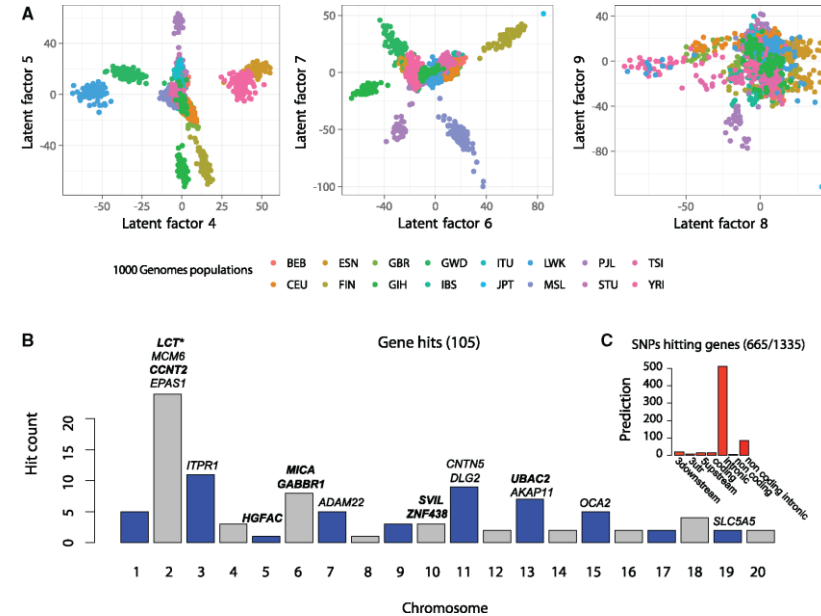 A
Latent factor 5
40
0
-40
-50
-25
0
25
50
Latent factor 4
Latent factor 7
60
0
-50
-100
-40
0
40
80
Latent factor 6
Latent factor 9
40
0
-40
-80
-50
0
Latent factor 8
1000 Genomes populations
BEB ESN GBR GWD ITU LWK PJL TSI
CEU FIN GIH IBS JPT MSL STU YRI
B
Gene hits (105)
LCT*
MCM6
CCNT2
EPAS1
ITPR1
HGFAC
MICA
GABBR1
ADAM22
SVIL
ZNF438
CNTN5
DLG2
UBAC2
AKAP11
OCA2
SLC5A5
Hit count
20
15
10
5
0
1 2 3 4 5 6 7 8 9 10 11 12 13 14 15 16 17 18 19 20
Chromosome
C
SNPs hitting genes (665/1335)
Prediction
500
400
300
200
100
0
3downstream
3utr
5upstream
coding
intronic
non coding
non coding intronic